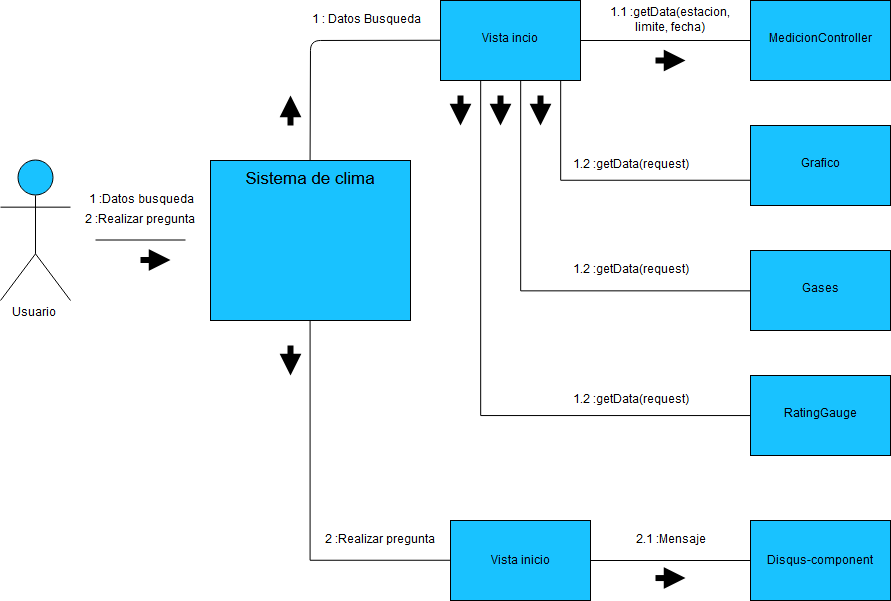 1 : Datos Busqueda
Vista incio
1.1 :getData(estacion,
limite, fecha)
MedicionController
1.2 :getData(request)
Grafico
Sistema de clima
1 :Datos busqueda
2 :Realizar pregunta
Usuario
1.2 :getData(request)
Gases
1.2 :getData(request)
RatingGauge
2 :Realizar pregunta
Vista inicio
2.1 :Mensaje
Disqus-component